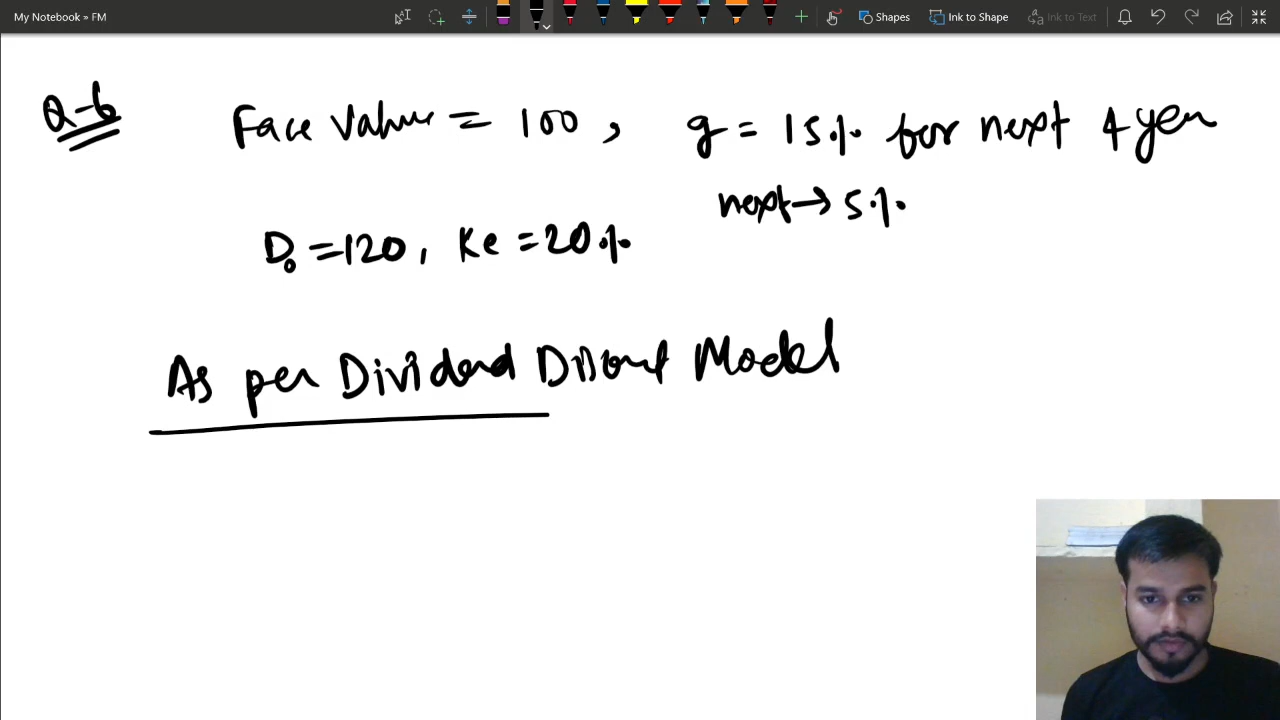 My Notebook » FM
Shapes Ink to Shape Ink to Text
Q-6 Face Value = 100, g = 15% for next 4 year
next → 5%
D₀ = 120, Ke = 20%
As per Dividend Discount Model